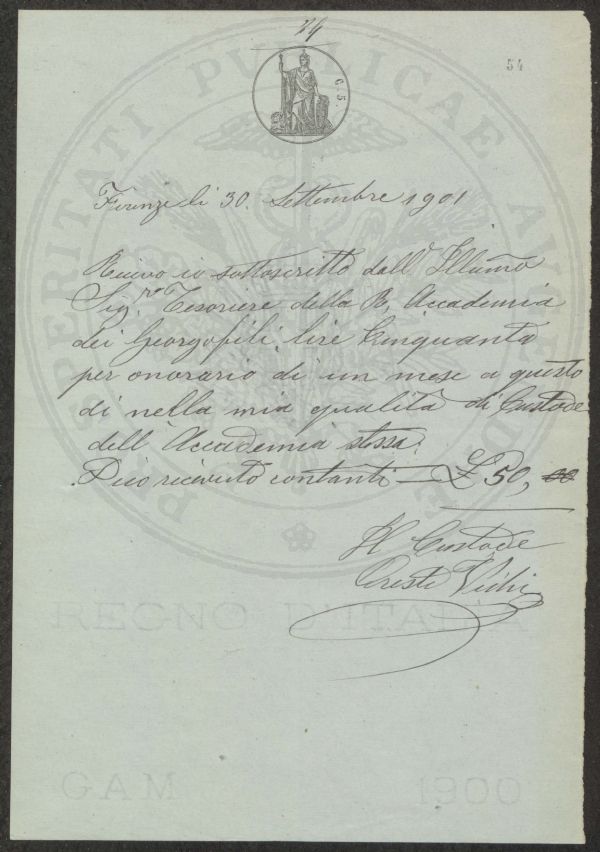 54
C. 5.
Firenze li 30. Settembre 1901
Ricevo io sottoscritto dall' Illmo
Sig.re Tesoriere della R. Accademia
dei Georgofili lire Cinquanta
per onorario di un mese a questo
dì nella mia qualità di Custode
dell' Accademia stessa.
Dico ricevuto contanti — £ 50, 00
Il Custode
Oreste
PROSPERITATI PUBLICAE AUGENDAE
REGNO D'ITALIA
GAM 1900